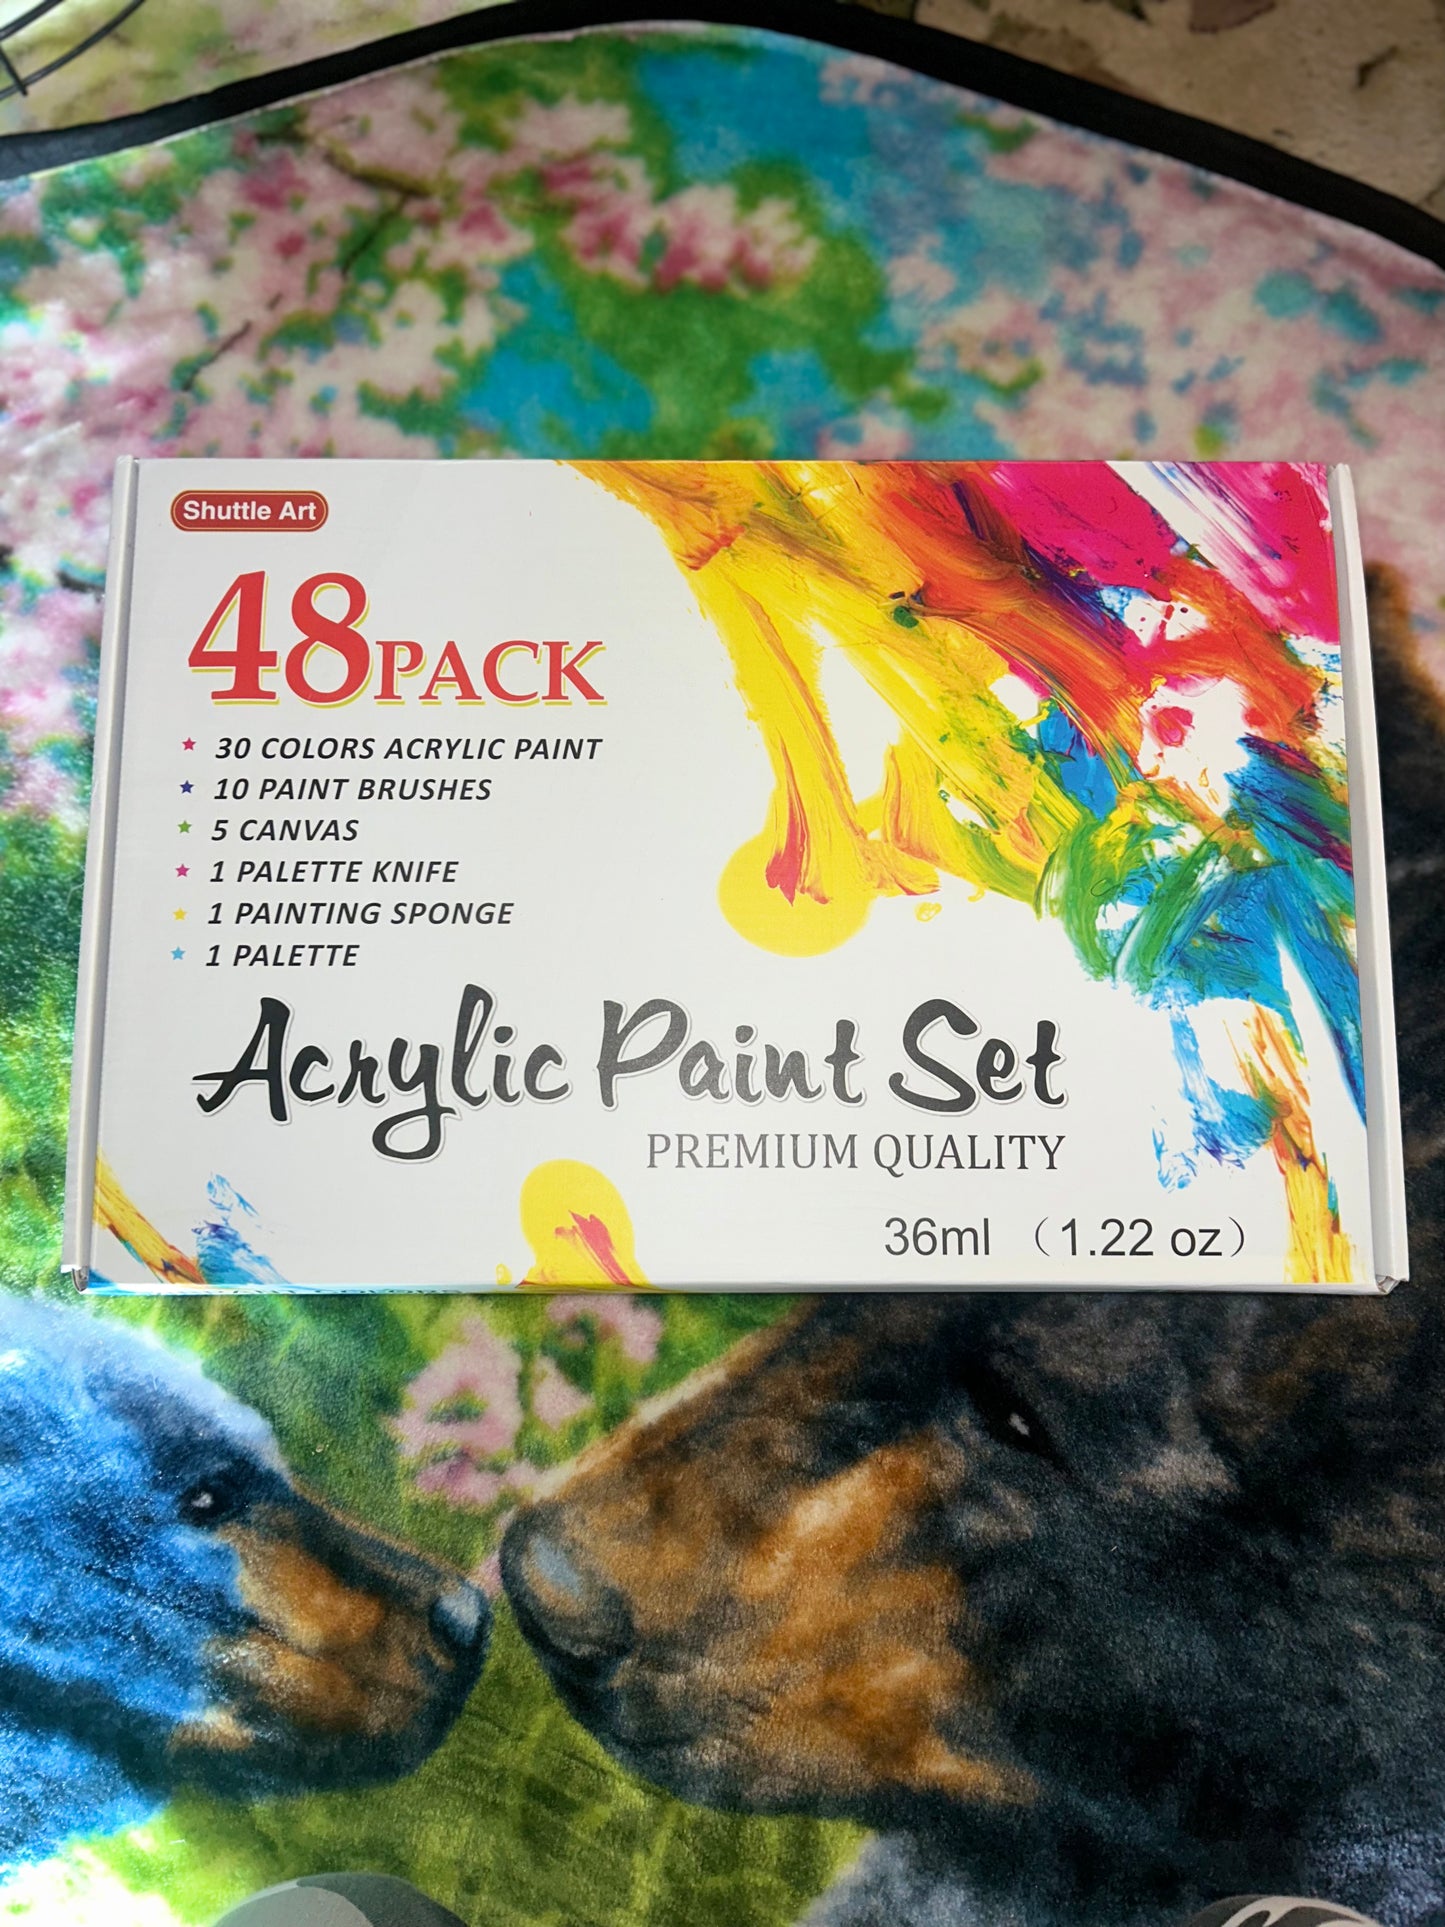 Shuttle Art
48PACK
30 COLORS ACRYLIC PAINT
10 PAINT BRUSHES
5 CANVAS
1 PALETTE KNIFE
1 PAINTING SPONGE
1 PALETTE
Acrylic Paint Set
PREMIUM QUALITY
36ml （1.22 oz）